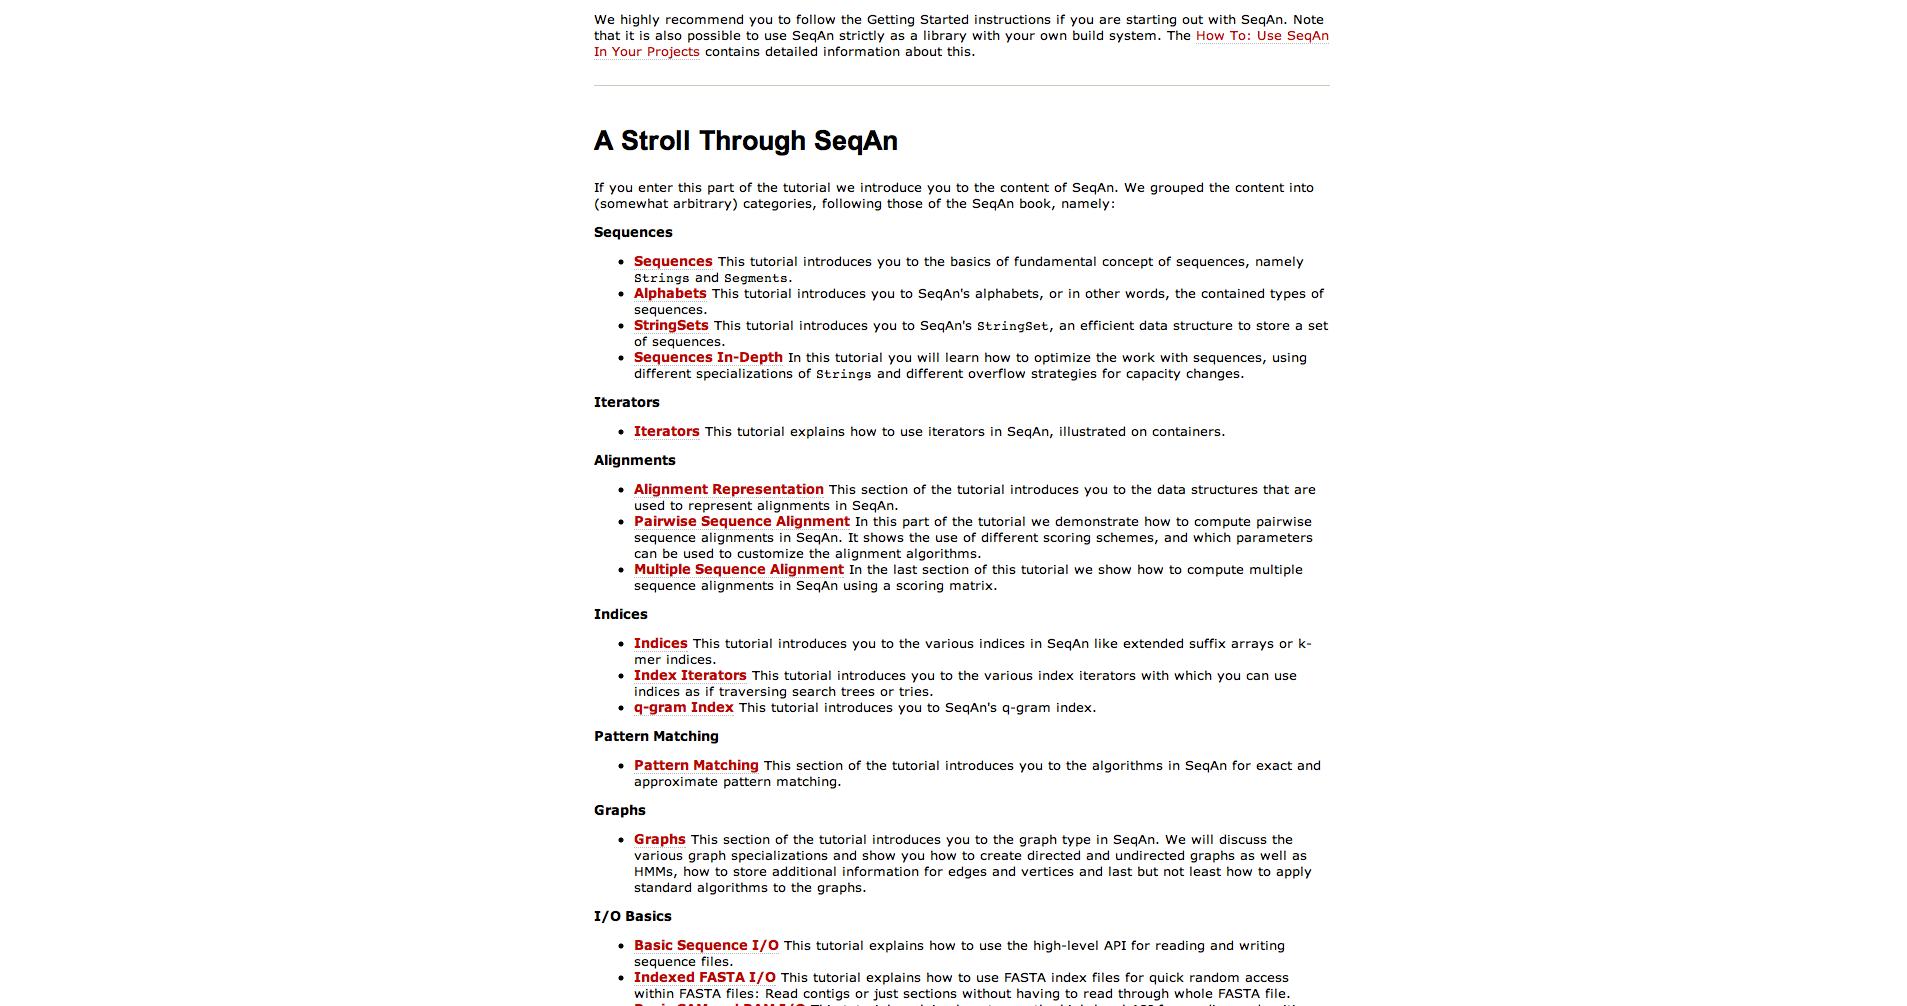 We highly recommend you to follow the Getting Started instructions if you are starting out with SeqAn. Note
that it is also possible to use SeqAn strictly as a library with your own build system. The How To: Use SeqAn
In Your Projects contains detailed information about this.
A Stroll Through SeqAn
If you enter this part of the tutorial we introduce you to the content of SeqAn. We grouped the content into
(somewhat arbitrary) categories, following those of the SeqAn book, namely:
Sequences
• Sequences This tutorial introduces you to the basics of fundamental concept of sequences, namely
Strings and Segments.
• Alphabets This tutorial introduces you to SeqAn's alphabets, or in other words, the contained types of
sequences.
• StringSets This tutorial introduces you to SeqAn's StringSet, an efficient data structure to store a set
of sequences.
• Sequences In-Depth In this tutorial you will learn how to optimize the work with sequences, using
different specializations of Strings and different overflow strategies for capacity changes.
Iterators
• Iterators This tutorial explains how to use iterators in SeqAn, illustrated on containers.
Alignments
• Alignment Representation This section of the tutorial introduces you to the data structures that are
used to represent alignments in SeqAn.
• Pairwise Sequence Alignment In this part of the tutorial we demonstrate how to compute pairwise
sequence alignments in SeqAn. It shows the use of different scoring schemes, and which parameters
can be used to customize the alignment algorithms.
• Multiple Sequence Alignment In the last section of this tutorial we show how to compute multiple
sequence alignments in SeqAn using a scoring matrix.
Indices
• Indices This tutorial introduces you to the various indices in SeqAn like extended suffix arrays or k-
mer indices.
• Index Iterators This tutorial introduces you to the various index iterators with which you can use
indices as if traversing search trees or tries.
• q-gram Index This tutorial introduces you to SeqAn's q-gram index.
Pattern Matching
• Pattern Matching This section of the tutorial introduces you to the algorithms in SeqAn for exact and
approximate pattern matching.
Graphs
• Graphs This section of the tutorial introduces you to the graph type in SeqAn. We will discuss the
various graph specializations and show you how to create directed and undirected graphs as well as
HMMs, how to store additional information for edges and vertices and last but not least how to apply
standard algorithms to the graphs.
I/O Basics
• Basic Sequence I/O This tutorial explains how to use the high-level API for reading and writing
sequence files.
• Indexed FASTA I/O This tutorial explains how to use FASTA index files for quick random access
within FASTA files: Read contigs or just sections without having to read through whole FASTA file.